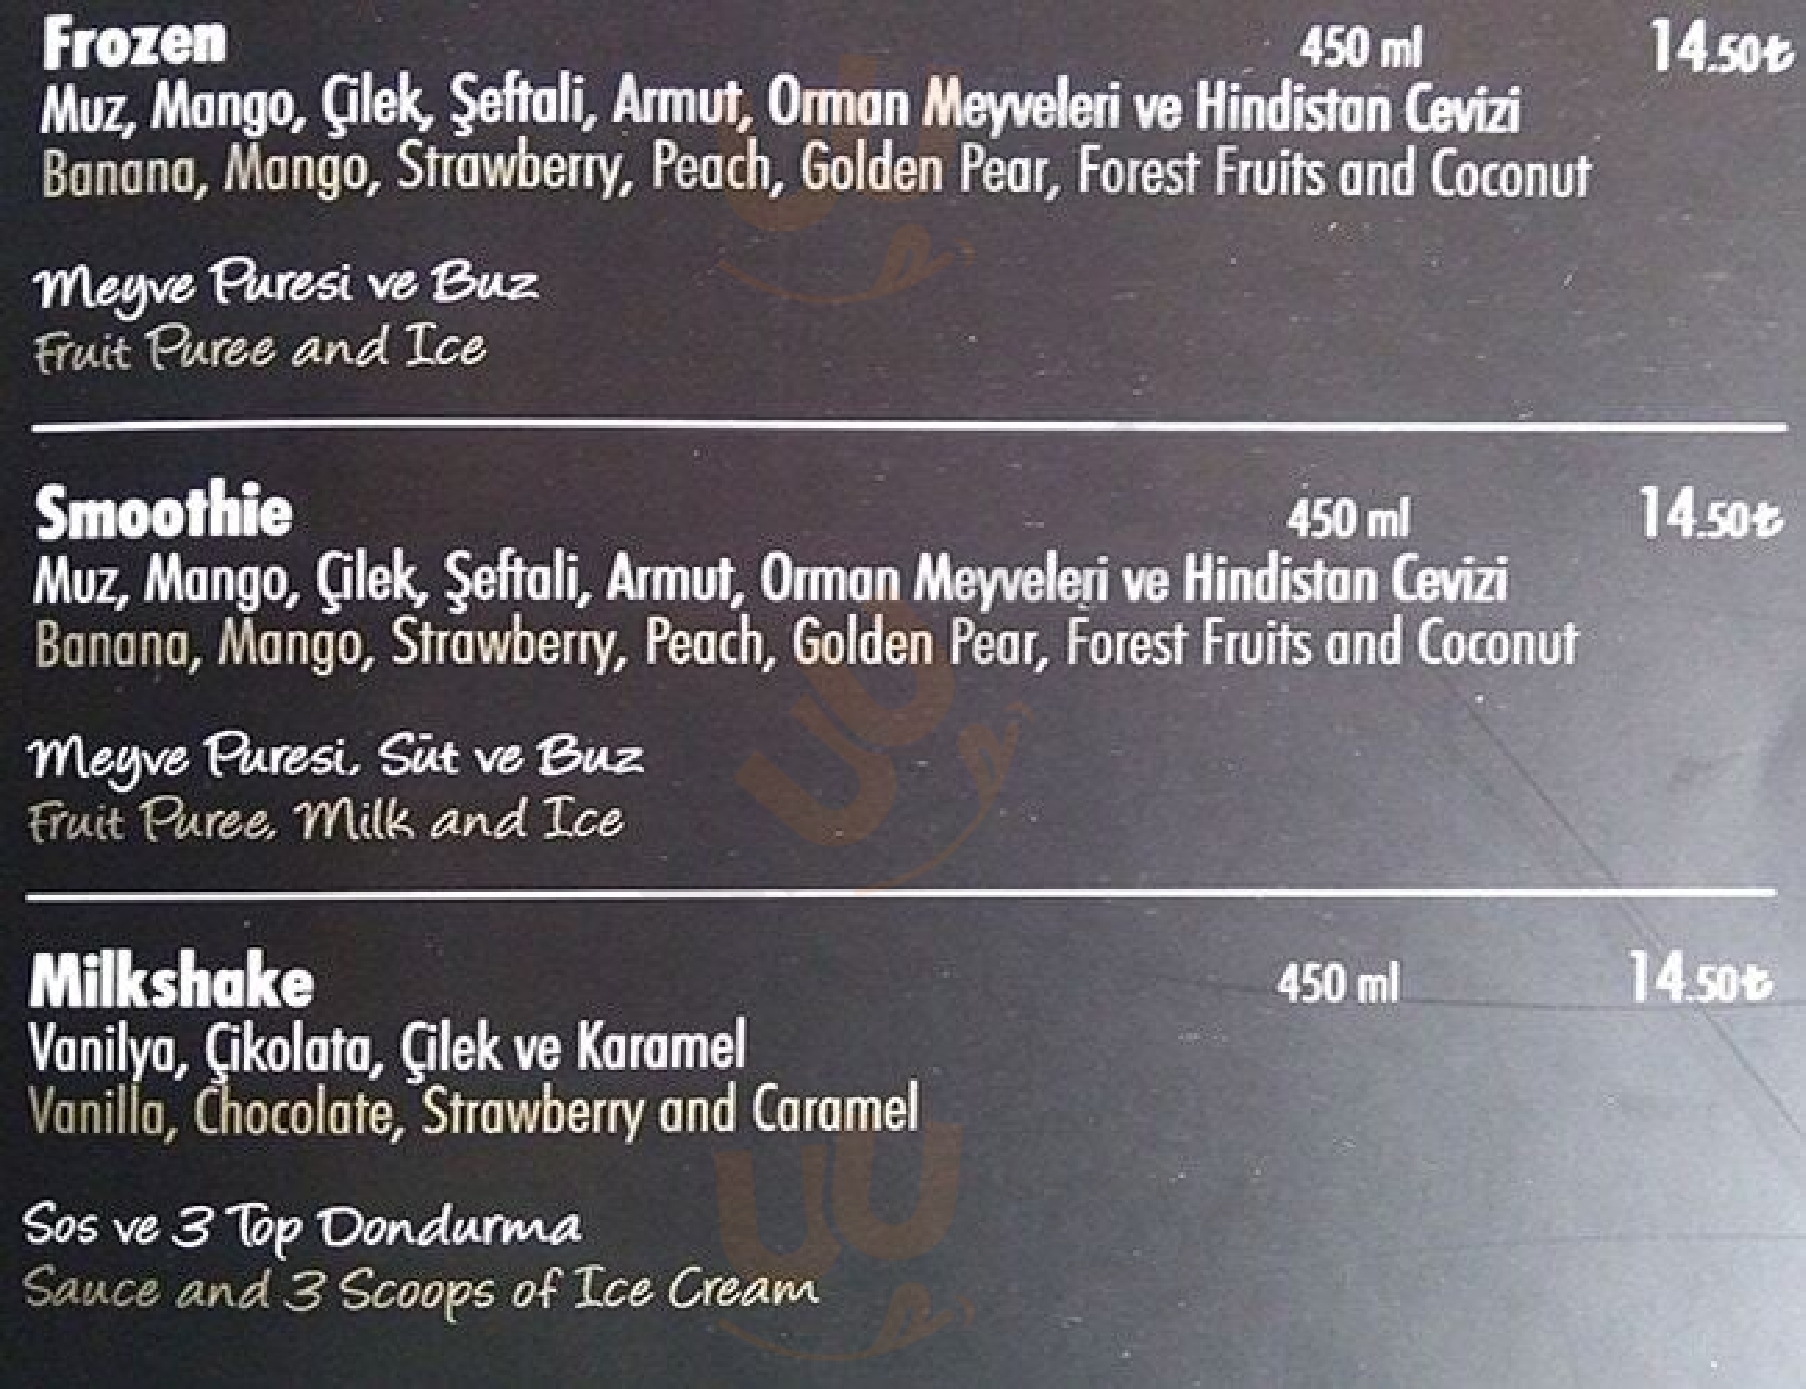 Frozen 450 ml 14.50₺
Muz, Mango, Çilek, Şeftali, Armut, Orman Meyveleri ve Hindistan Cevizi
Banana, Mango, Strawberry, Peach, Golden Pear, Forest Fruits and Coconut
Meyve Puresi ve Buz
Fruit Puree and Ice
Smoothie 450 ml 14.50₺
Muz, Mango, Çilek, Şeftali, Armut, Orman Meyveleri ve Hindistan Cevizi
Banana, Mango, Strawberry, Peach, Golden Pear, Forest Fruits and Coconut
Meyve Puresi, Süt ve Buz
Fruit Puree, Milk and Ice
Milkshake 450 ml 14.50₺
Vanilya, Çikolata, Çilek ve Karamel
Vanilla, Chocolate, Strawberry and Caramel
Sos ve 3 Top Dondurma
Sauce and 3 Scoops of Ice Cream